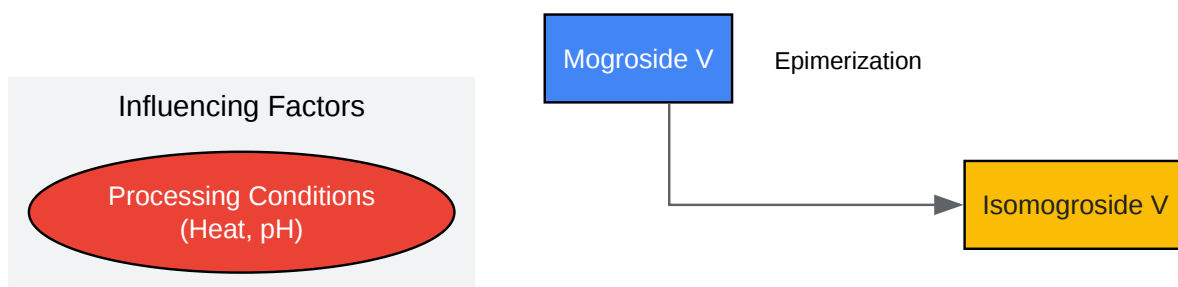 Mogroside V
Epimerization
Influencing Factors
Processing Conditions
(Heat, pH)
Isomogroside V